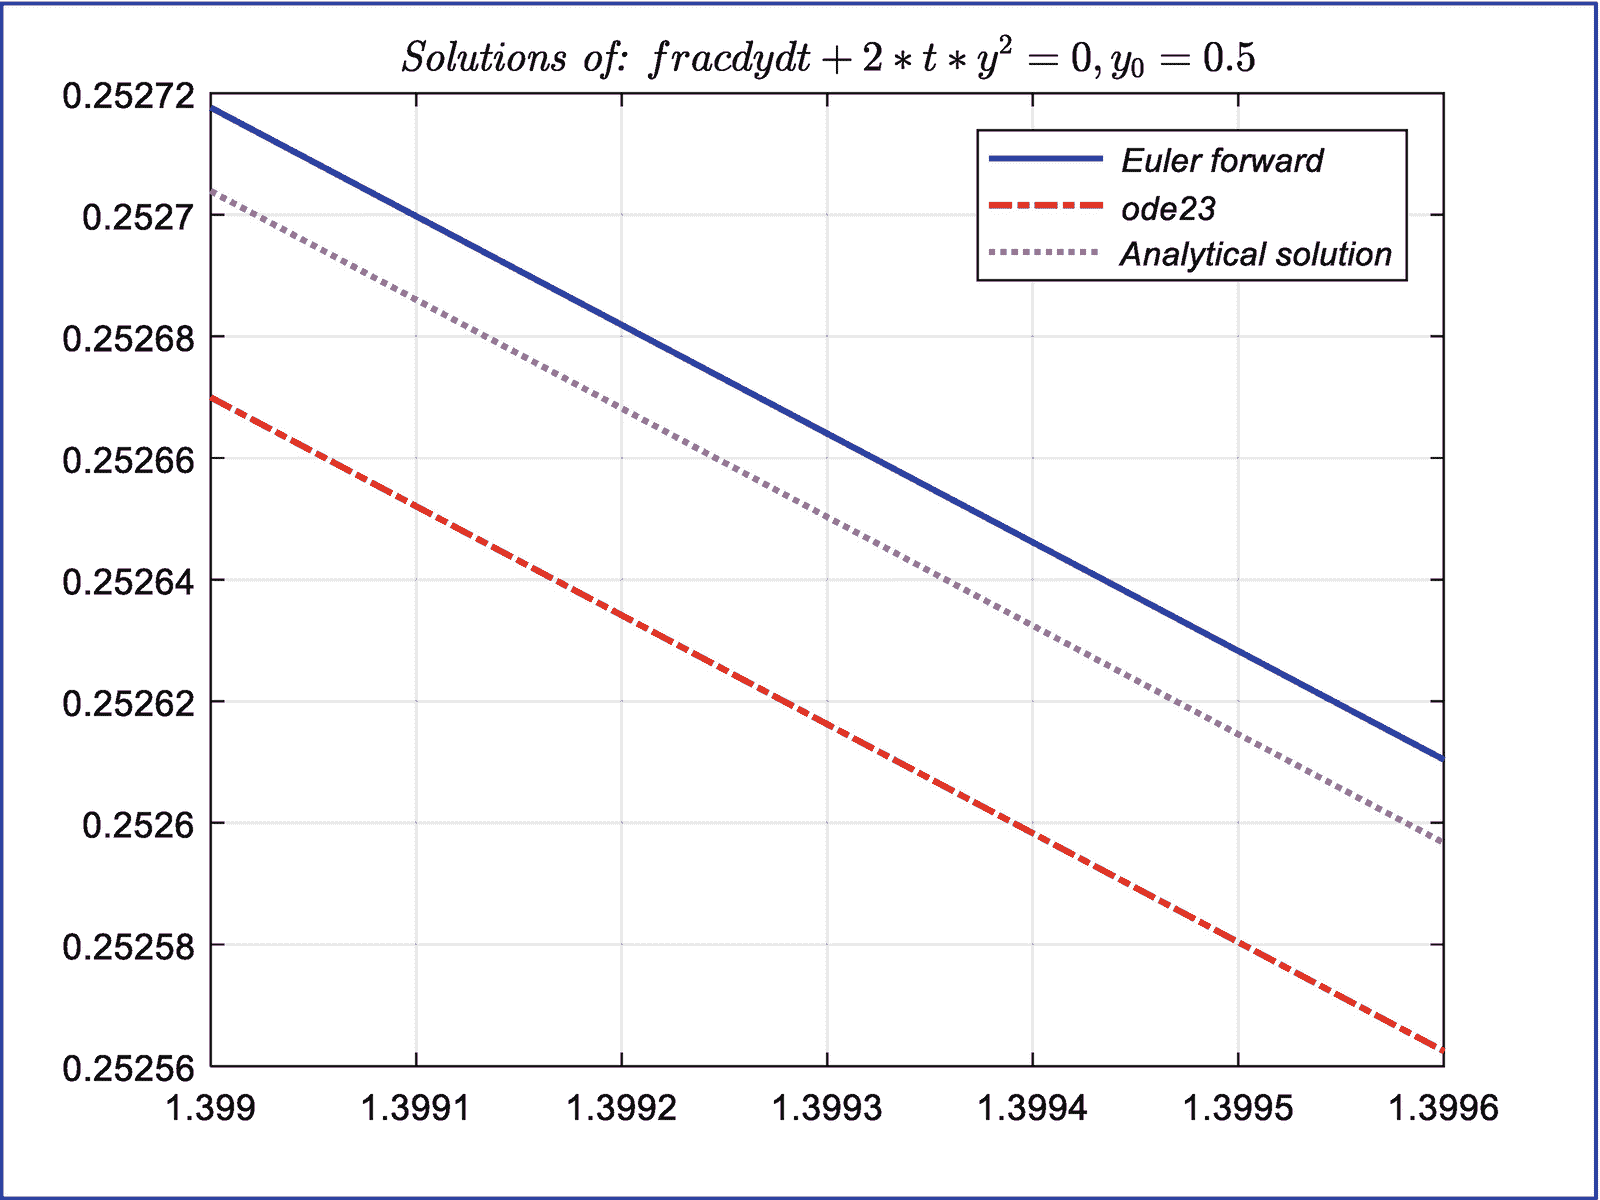 Solutions of: fracdydt + 2 * t * y² = 0, y₀ = 0.5
0.25272
0.2527
0.25268
0.25266
0.25264
0.25262
0.2526
0.25258
0.25256
Euler forward
ode23
Analytical solution
1.399 1.3991 1.3992 1.3993 1.3994 1.3995 1.3996